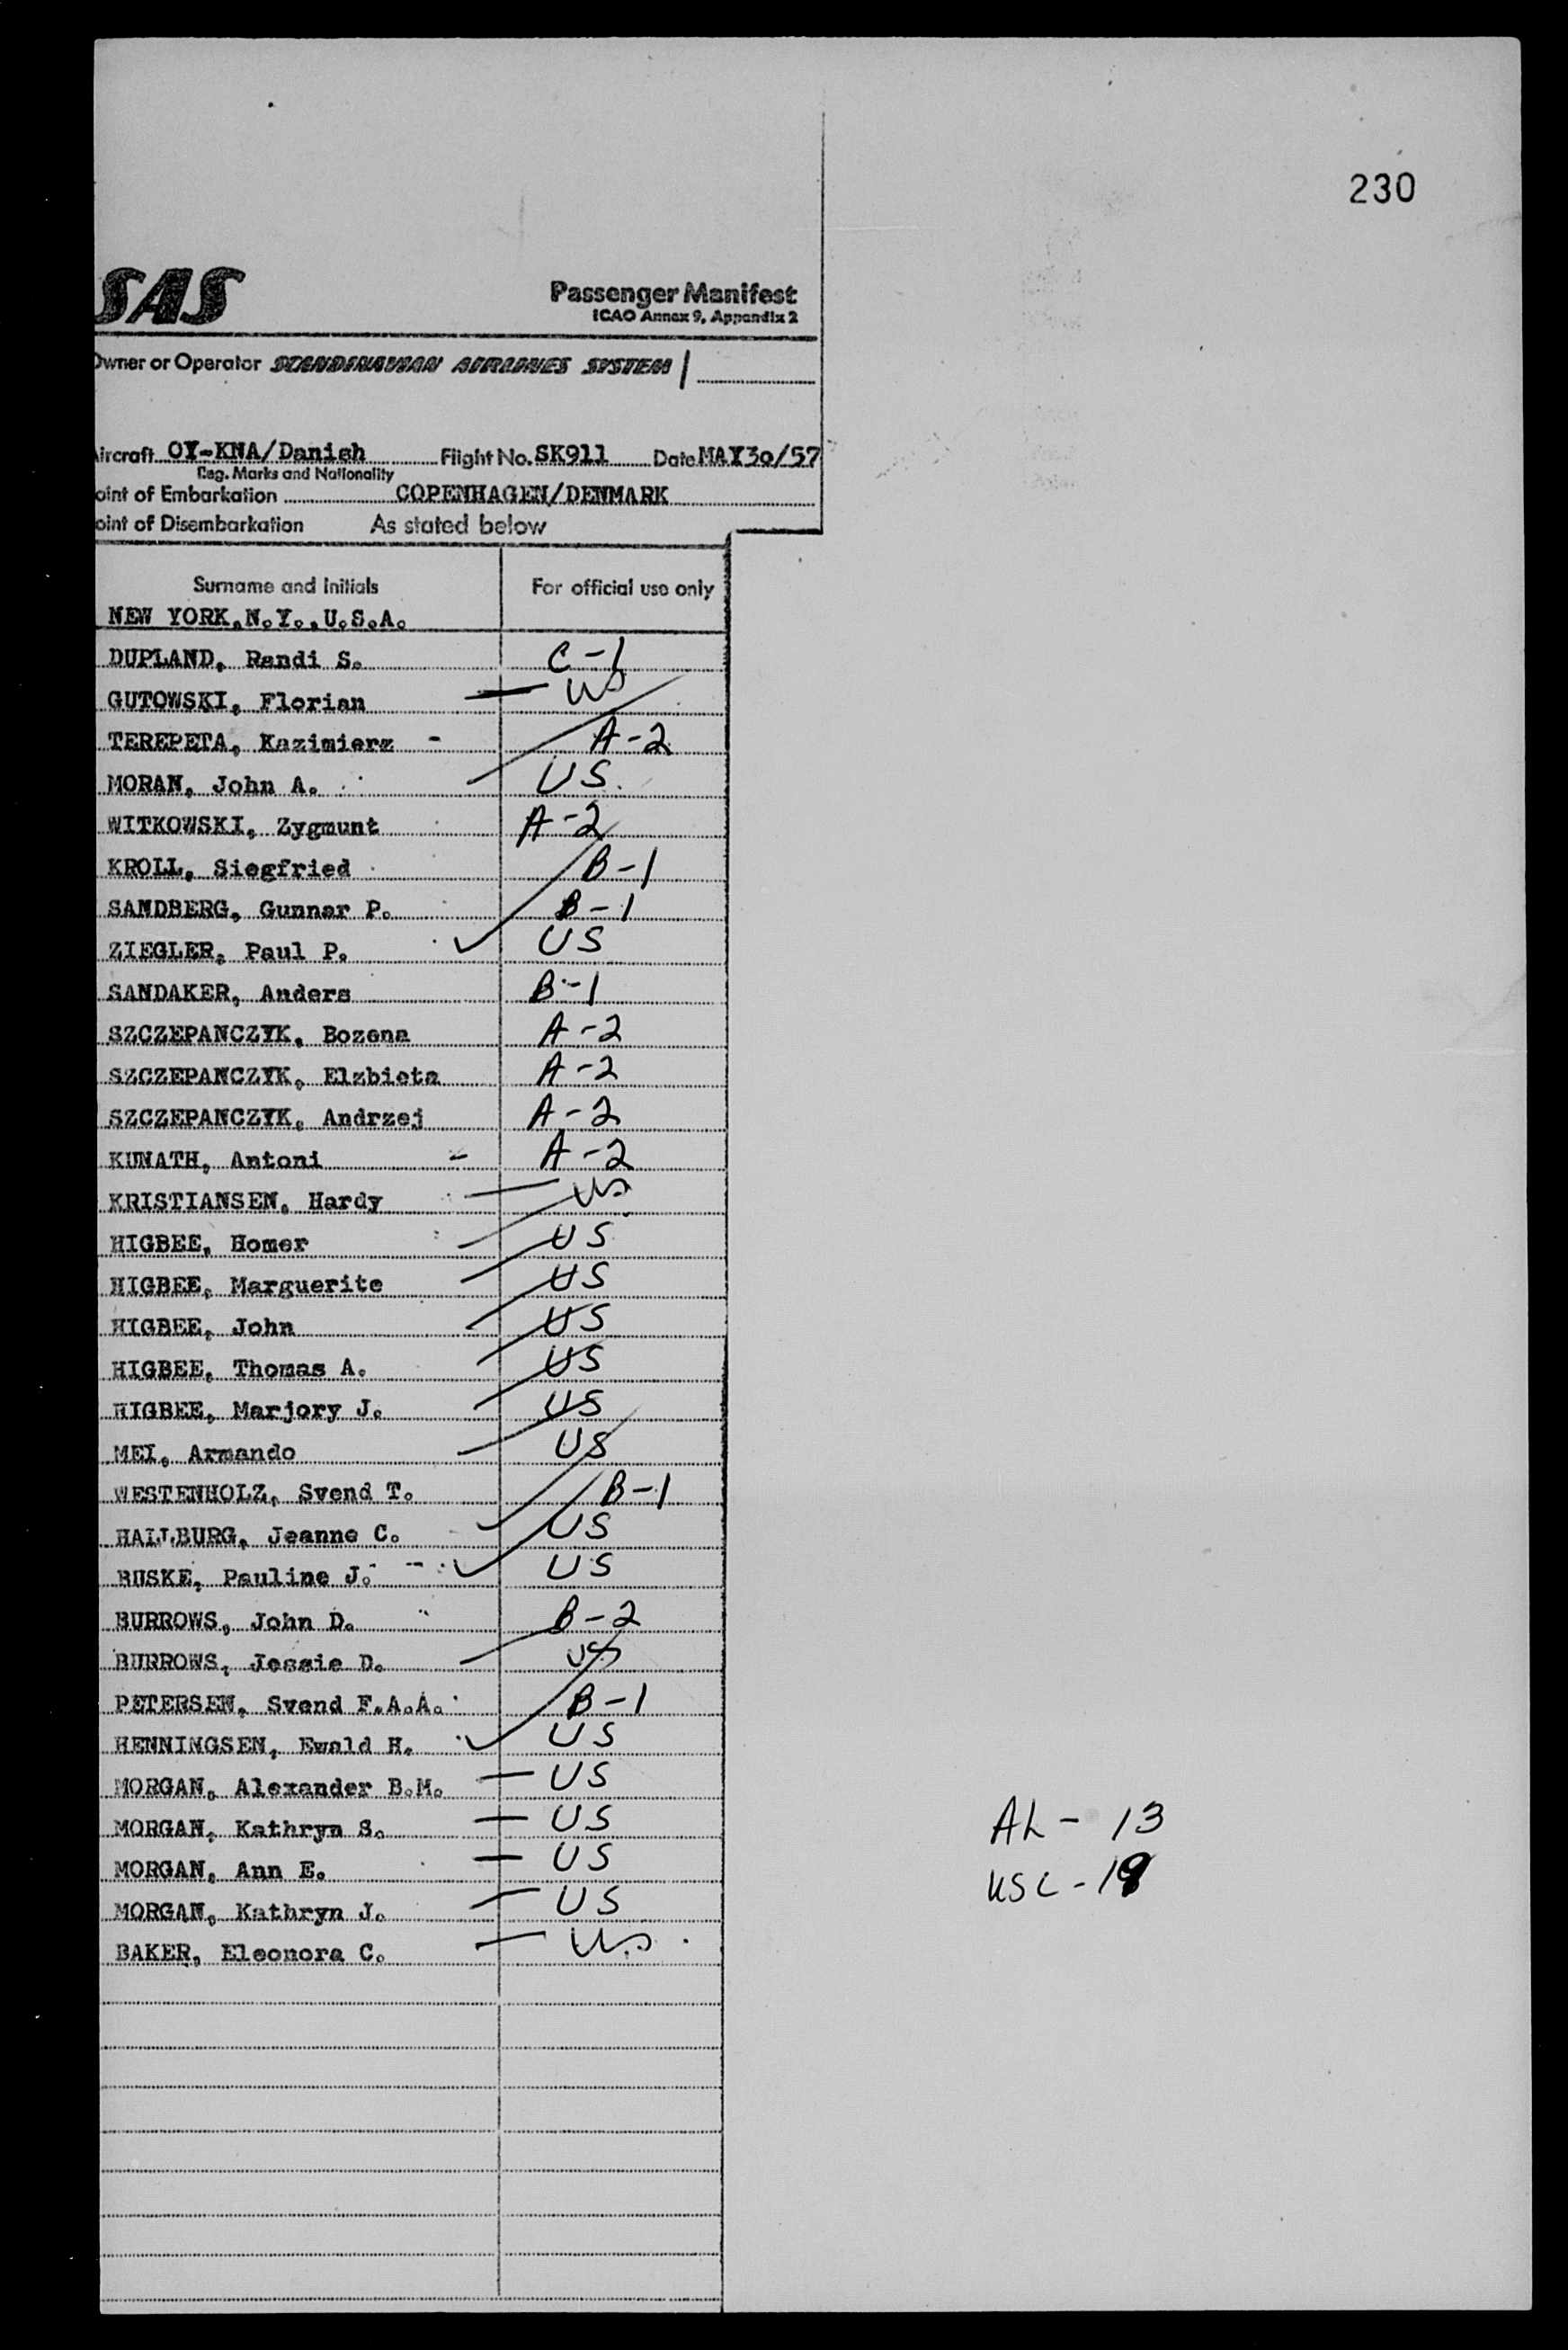 230
SAS
Passenger Manifest
ICAO Annex 9, Appendix 2
Owner or Operator SCANDINAVIAN AIRLINES SYSTEM
Aircraft OY-KNA/Danish Flight No. SK911 Date MAY30/57
Reg. Marks and Nationality
oint of Embarkation COPENHAGEN/DENMARK
oint of Disembarkation As stated below
Surname and Initials For official use only
NEW YORK,N.Y.,U.S.A.
DUPLAND, Randi S. C-1
GUTOWSKI, Florian — US
TEREPETA, Kazimierz - A-2
MORAN, John A. US
WITKOWSKI, Zygmunt A-2
KROLL, Siegfried B-1
SANDBERG, Gunnar P. B-1
ZIEGLER, Paul P. ✓ US
SANDAKER, Anders B-1
SZCZEPANCZYK, Bozena A-2
SZCZEPANCZYK, Elzbieta A-2
SZCZEPANCZYK, Andrzej A-2
KUNATH, Antoni - A-2
KRISTIANSEN, Hardy — US
HIGBEE, Homer US
HIGBEE, Marguerite US
HIGBEE, John US
HIGBEE, Thomas A. US
HIGBEE, Marjory J. US
MEI, Armando US
WESTENHOLZ, Svend T. B-1
HALLBURG, Jeanne C. ✓ US
BUSKE, Pauline J. ✓ US
BURROWS, John D. B-2
BURROWS, Jessie D. US
PETERSEN, Svend F.A.A. B-1
HENNINGSEN, Ewald H. ✓ US
MORGAN, Alexander B.M. — US
MORGAN, Kathryn S. — US
MORGAN, Ann E. — US
MORGAN, Kathryn J. — US
BAKER, Eleonora C. — US
AL - 13
USC - 19